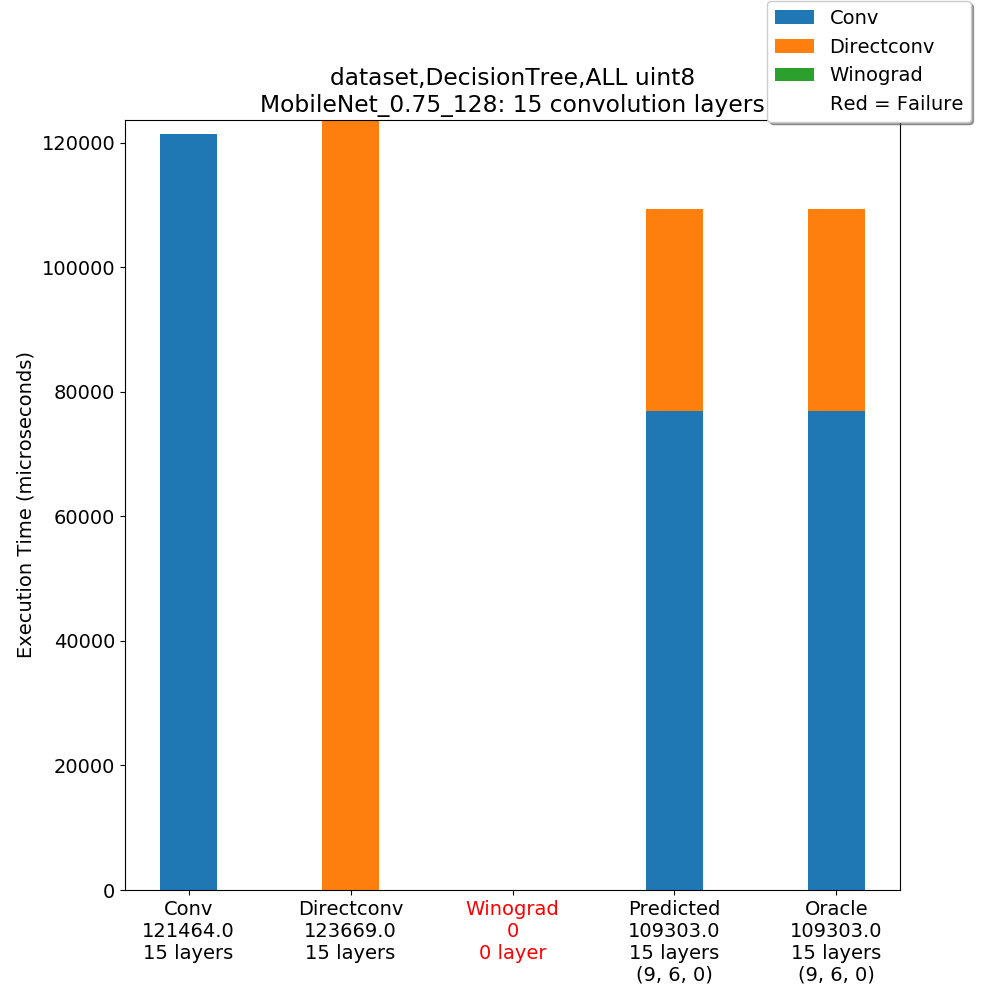 Conv
Directconv
Winograd
Red = Failure
dataset,DecisionTree,ALL uint8
MobileNet_0.75_128: 15 convolution layers
Execution Time (microseconds)
120000
100000
80000
60000
40000
20000
0
Conv
121464.0
15 layers
Directconv
123669.0
15 layers
Winograd
0
0 layer
Predicted
109303.0
15 layers
(9, 6, 0)
Oracle
109303.0
15 layers
(9, 6, 0)